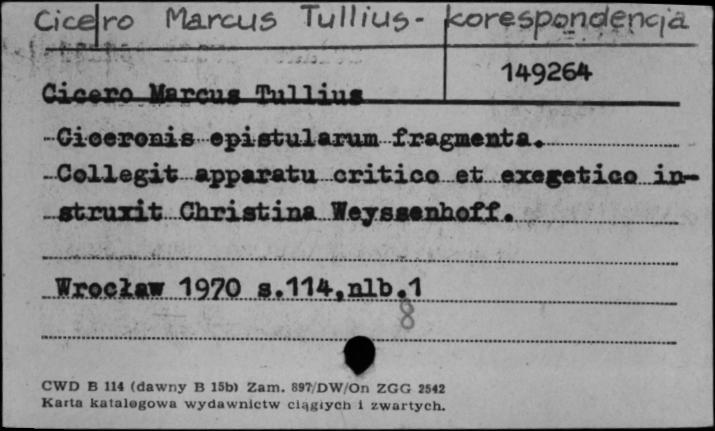 Cicero Marcus Tullius - korespondencja
149264
Cicero Marcus Tullius
Ciceronis epistularum fragmenta.
Collegit apparatu critico et exegetico in-
struxit Christina Weyssenhoff.
Wrocław 1970 s.114,nlb.1
8
CWD B 114 (dawny B 15b) Zam. 897/DW/On ZGG 2542
Karta katalogowa wydawnictw ciągłych i zwartych.